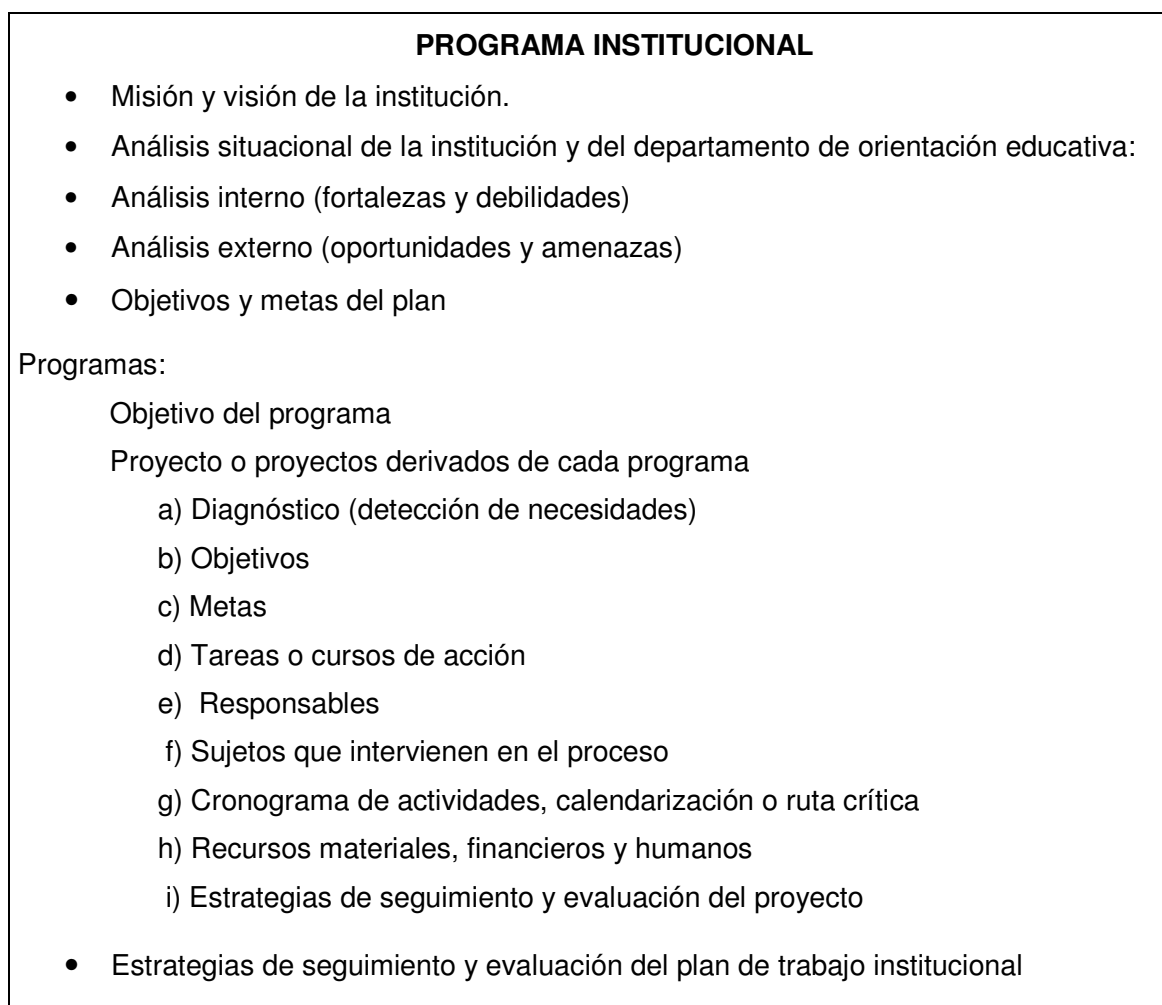 PROGRAMA INSTITUCIONAL
• Misión y visión de la institución.
• Análisis situacional de la institución y del departamento de orientación educativa:
• Análisis interno (fortalezas y debilidades)
• Análisis externo (oportunidades y amenazas)
• Objetivos y metas del plan
Programas:
Objetivo del programa
Proyecto o proyectos derivados de cada programa
a) Diagnóstico (detección de necesidades)
b) Objetivos
c) Metas
d) Tareas o cursos de acción
e) Responsables
f) Sujetos que intervienen en el proceso
g) Cronograma de actividades, calendarización o ruta crítica
h) Recursos materiales, financieros y humanos
i) Estrategias de seguimiento y evaluación del proyecto
• Estrategias de seguimiento y evaluación del plan de trabajo institucional